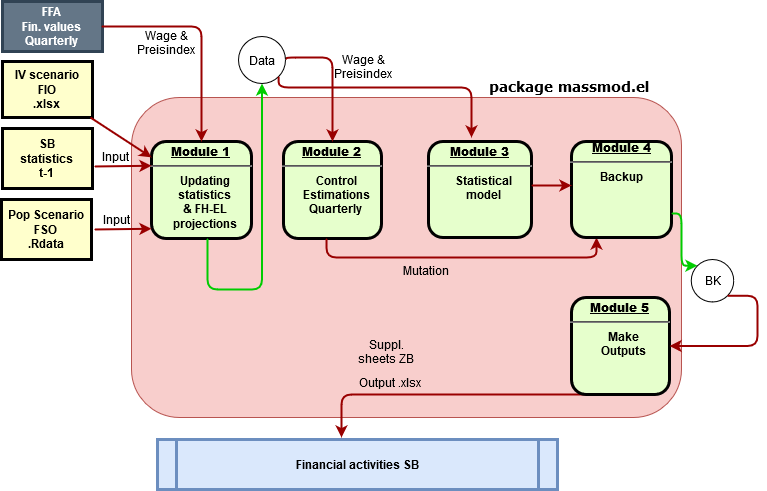 FFA
Fin. values
Quarterly
IV scenario
FIO
.xlsx
SB
statistics
t-1
Pop Scenario
FSO
.Rdata
Wage &
Preisindex
Input
Input
Data
Wage &
Preisindex
package massmod.el
Module 1
Updating
statistics
& FH-EL
projections
Module 2
Control
Estimations
Quarterly
Module 3
Statistical
model
Module 4
Backup
Mutation
BK
Module 5
Make
Outputs
Suppl.
sheets ZB
Output .xlsx
Financial activities SB